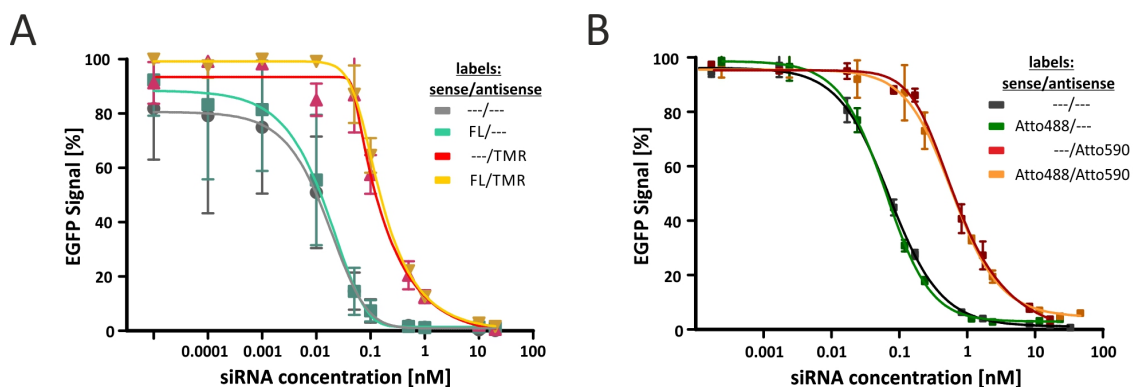 A
EGFP Signal [%]
100
80
60
40
20
0
0.0001 0.001 0.01 0.1 1 10 100
siRNA concentration [nM]
labels:
sense/antisense
---/---
FL/---
---/TMR
FL/TMR
B
EGFP Signal [%]
100
80
60
40
20
0
0.001 0.01 0.1 1 10 100
siRNA concentration [nM]
labels:
sense/antisense
---/---
Atto488/---
---/Atto590
Atto488/Atto590